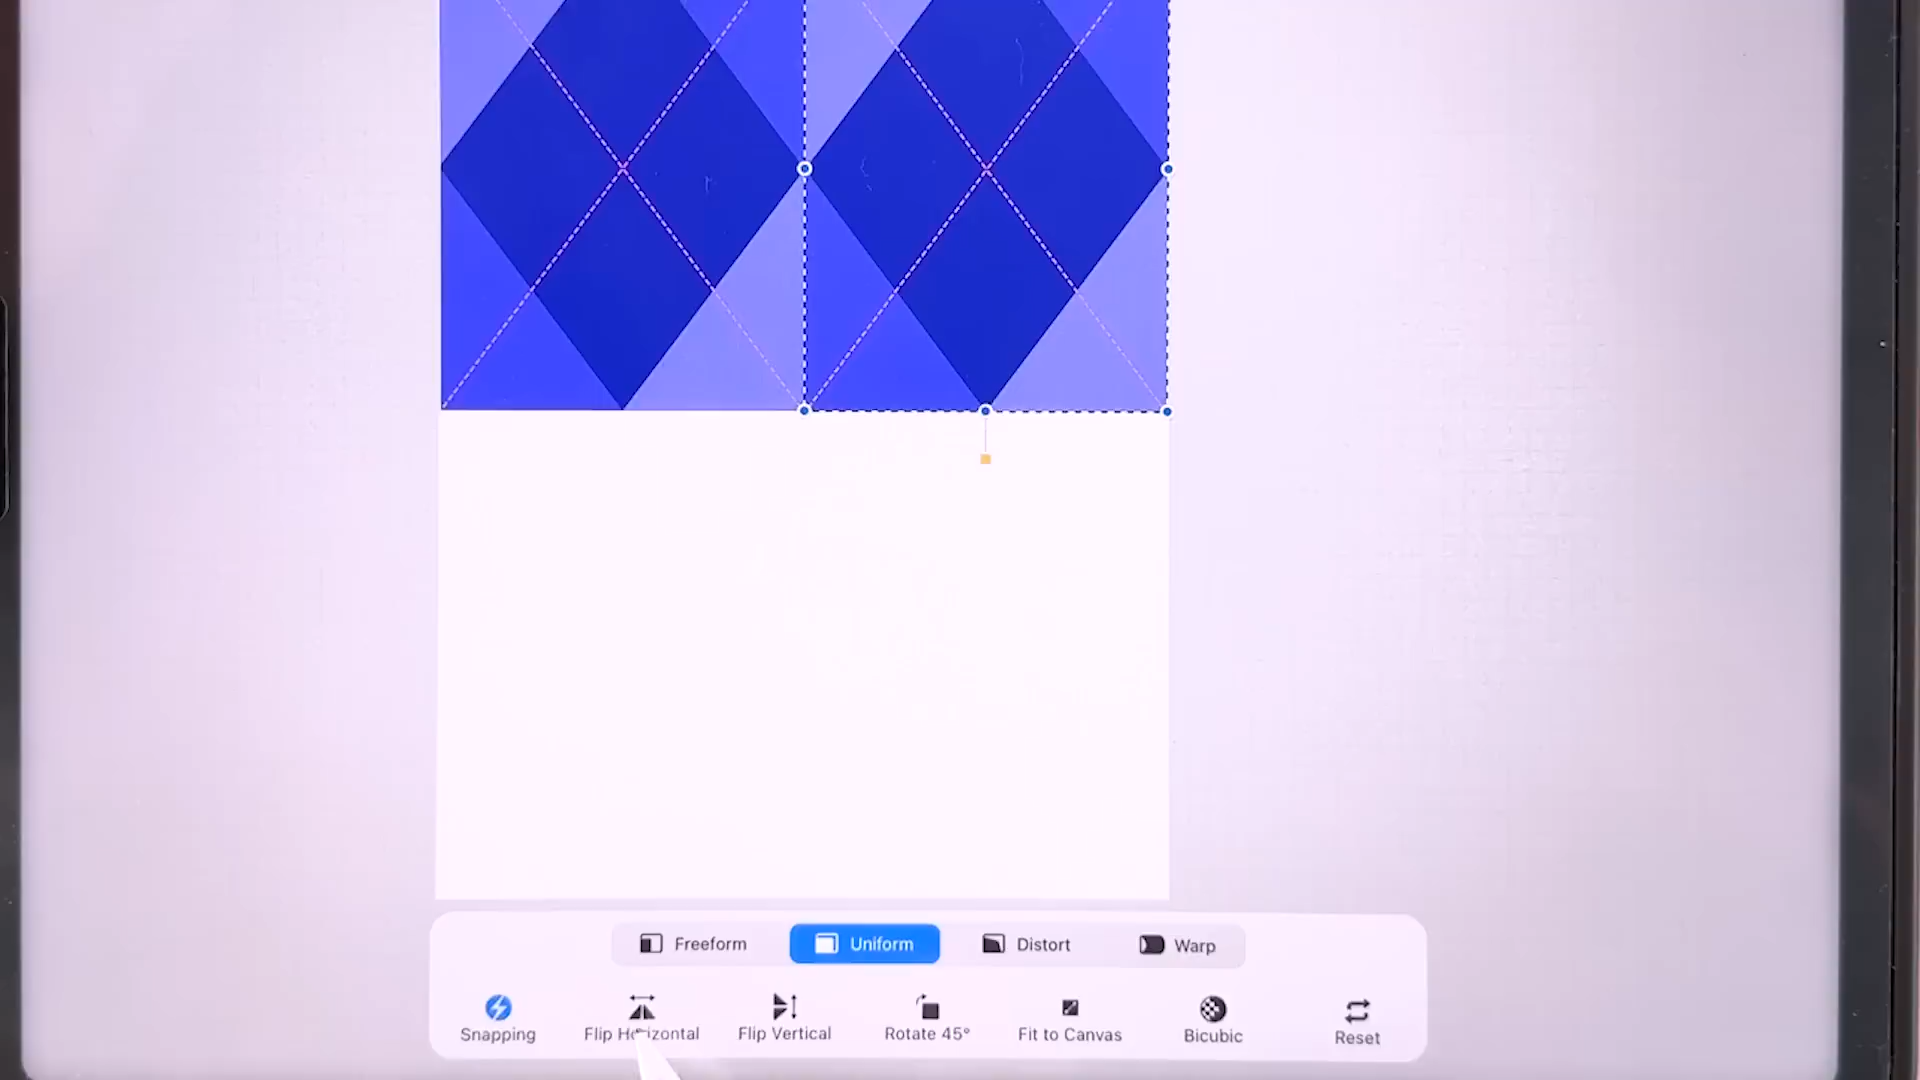 Freeform Uniform Distort Warp
Snapping Flip Horizontal Flip Vertical Rotate 45° Fit to Canvas Bicubic Reset